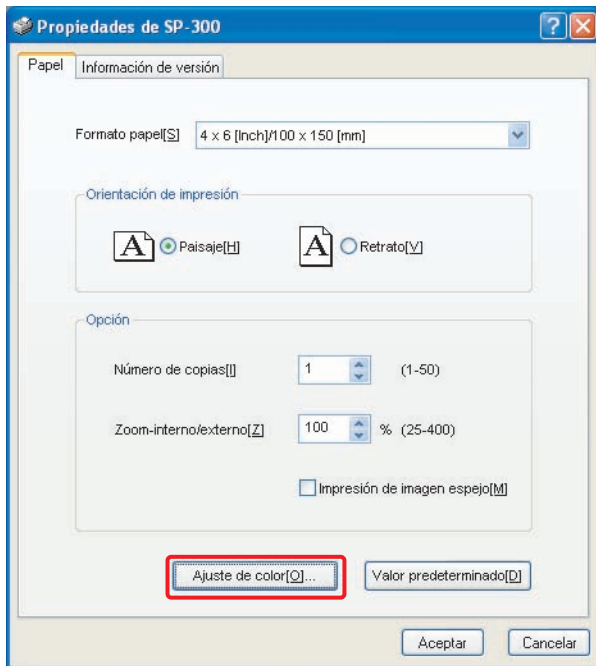 Propiedades de SP-300
Papel Información de versión
Formato papel[S] 4 x 6 [Inch]/100 x 150 [mm]
Orientación de impresión
A Paisaje[H] A Retrato[V]
Opción
Número de copias[I] 1 (1-50)
Zoom-interno/externo[Z] 100 % (25-400)
Impresión de imagen espejo[M]
Ajuste de color[O]... Valor predeterminado[D]
Aceptar Cancelar